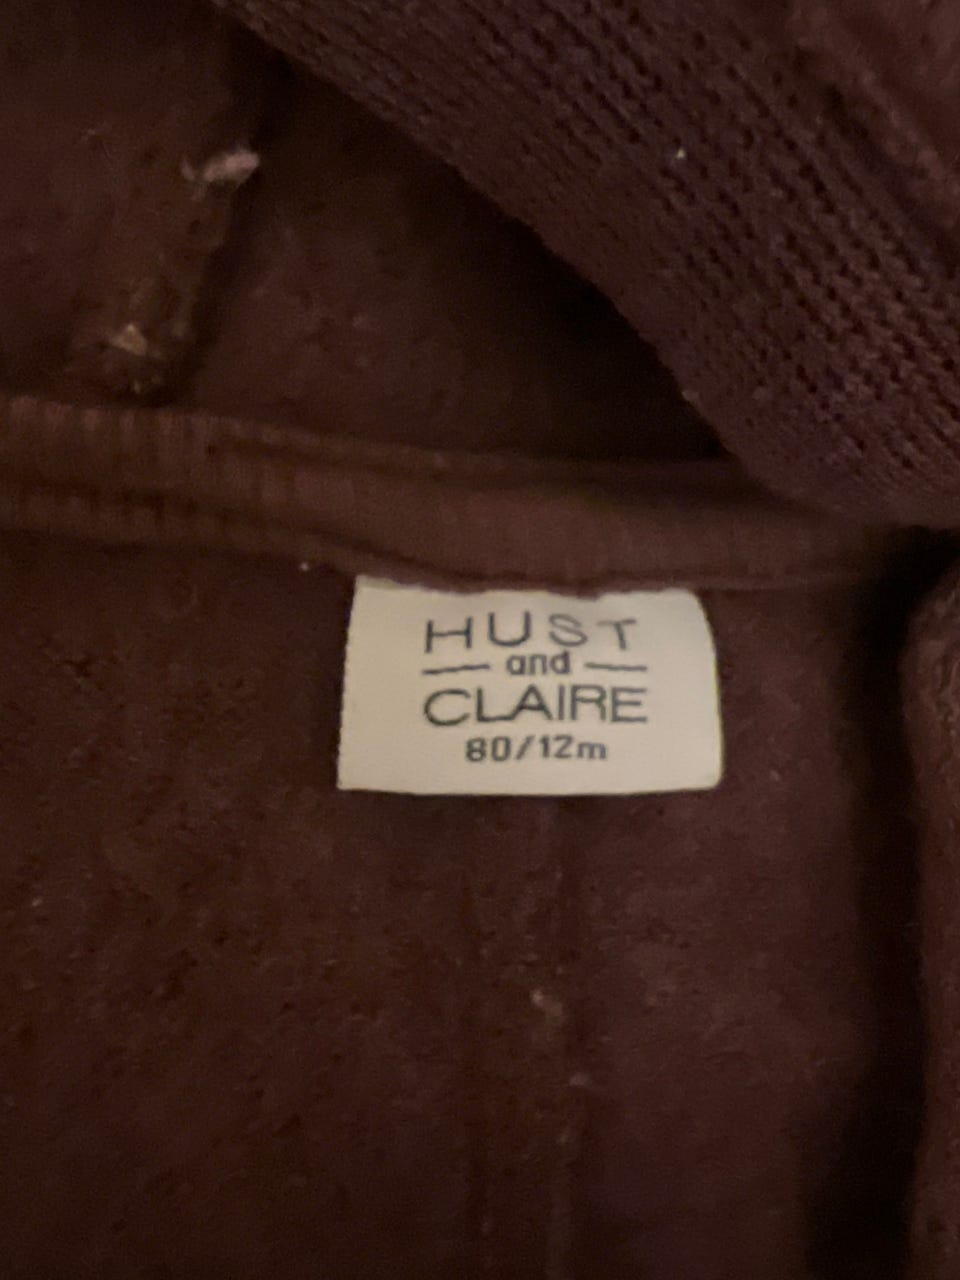 HUST
and
CLAIRE
80/12m